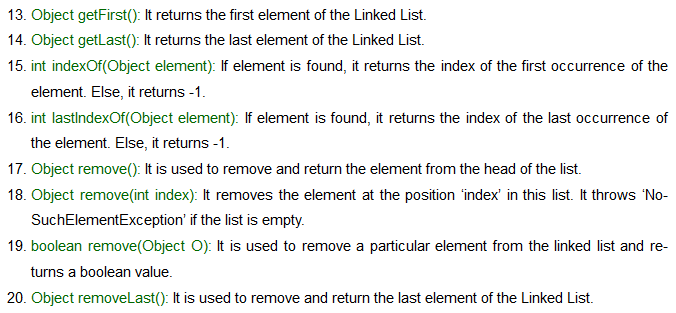 13. Object getFirst(): It returns the first element of the Linked List.
14. Object getLast(): It returns the last element of the Linked List.
15. int indexOf(Object element): If element is found, it returns the index of the first occurrence of the
element. Else, it returns -1.
16. int lastIndexOf(Object element): If element is found, it returns the index of the last occurrence of
the element. Else, it returns -1.
17. Object remove(): It is used to remove and return the element from the head of the list.
18. Object remove(int index): It removes the element at the position ‘index’ in this list. It throws ‘No-
SuchElementException’ if the list is empty.
19. boolean remove(Object O): It is used to remove a particular element from the linked list and re-
turns a boolean value.
20. Object removeLast(): It is used to remove and return the last element of the Linked List.